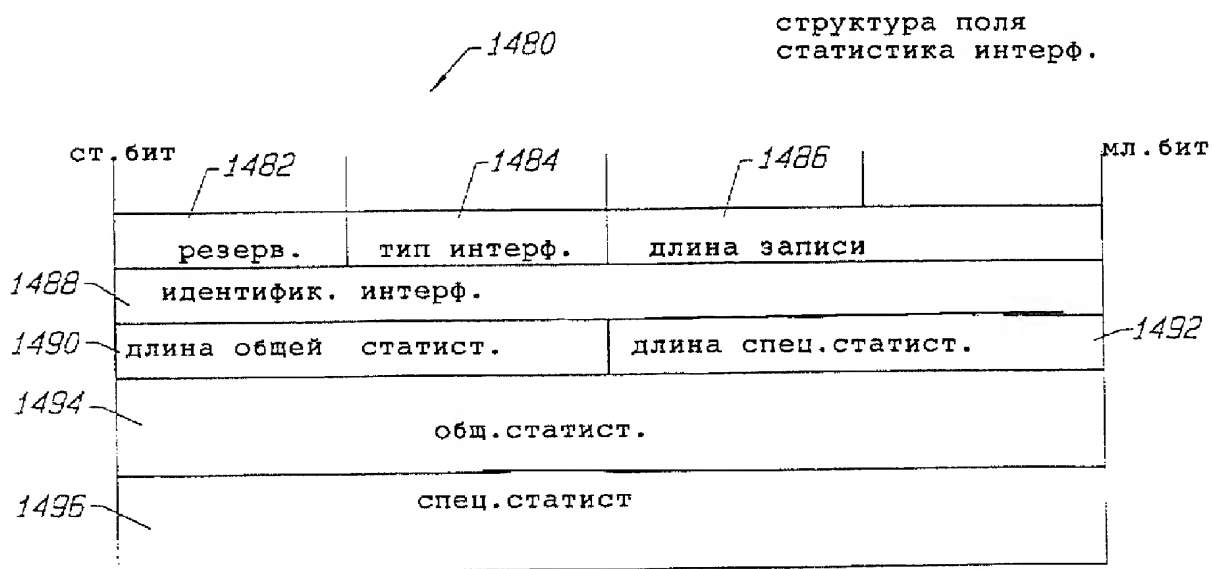 структура поля
статистика интерф.
1480
ст.бит
мл.бит
1482
1484
1486
резерв.
тип интерф.
длина записи
1488
идентифик. интерф.
1490
длина общей статист.
длина спец.статист.
1492
1494
общ.статист.
1496
спец.статист